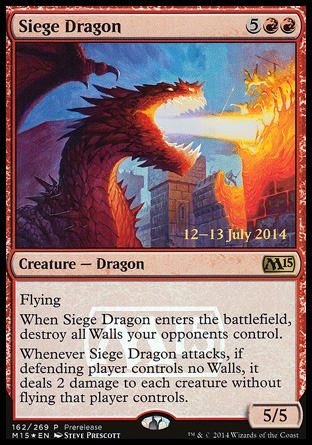 Siege Dragon 5
12–13 July 2014
Creature — Dragon M15
Flying
When Siege Dragon enters the battlefield,
destroy all Walls your opponents control.
Whenever Siege Dragon attacks, if
defending player controls no Walls, it
deals 2 damage to each creature without
flying that player controls.
5/5
162/269 P Prerelease
M15 ★ EN Steve Prescott ™ & © 2014 Wizards of the Coast